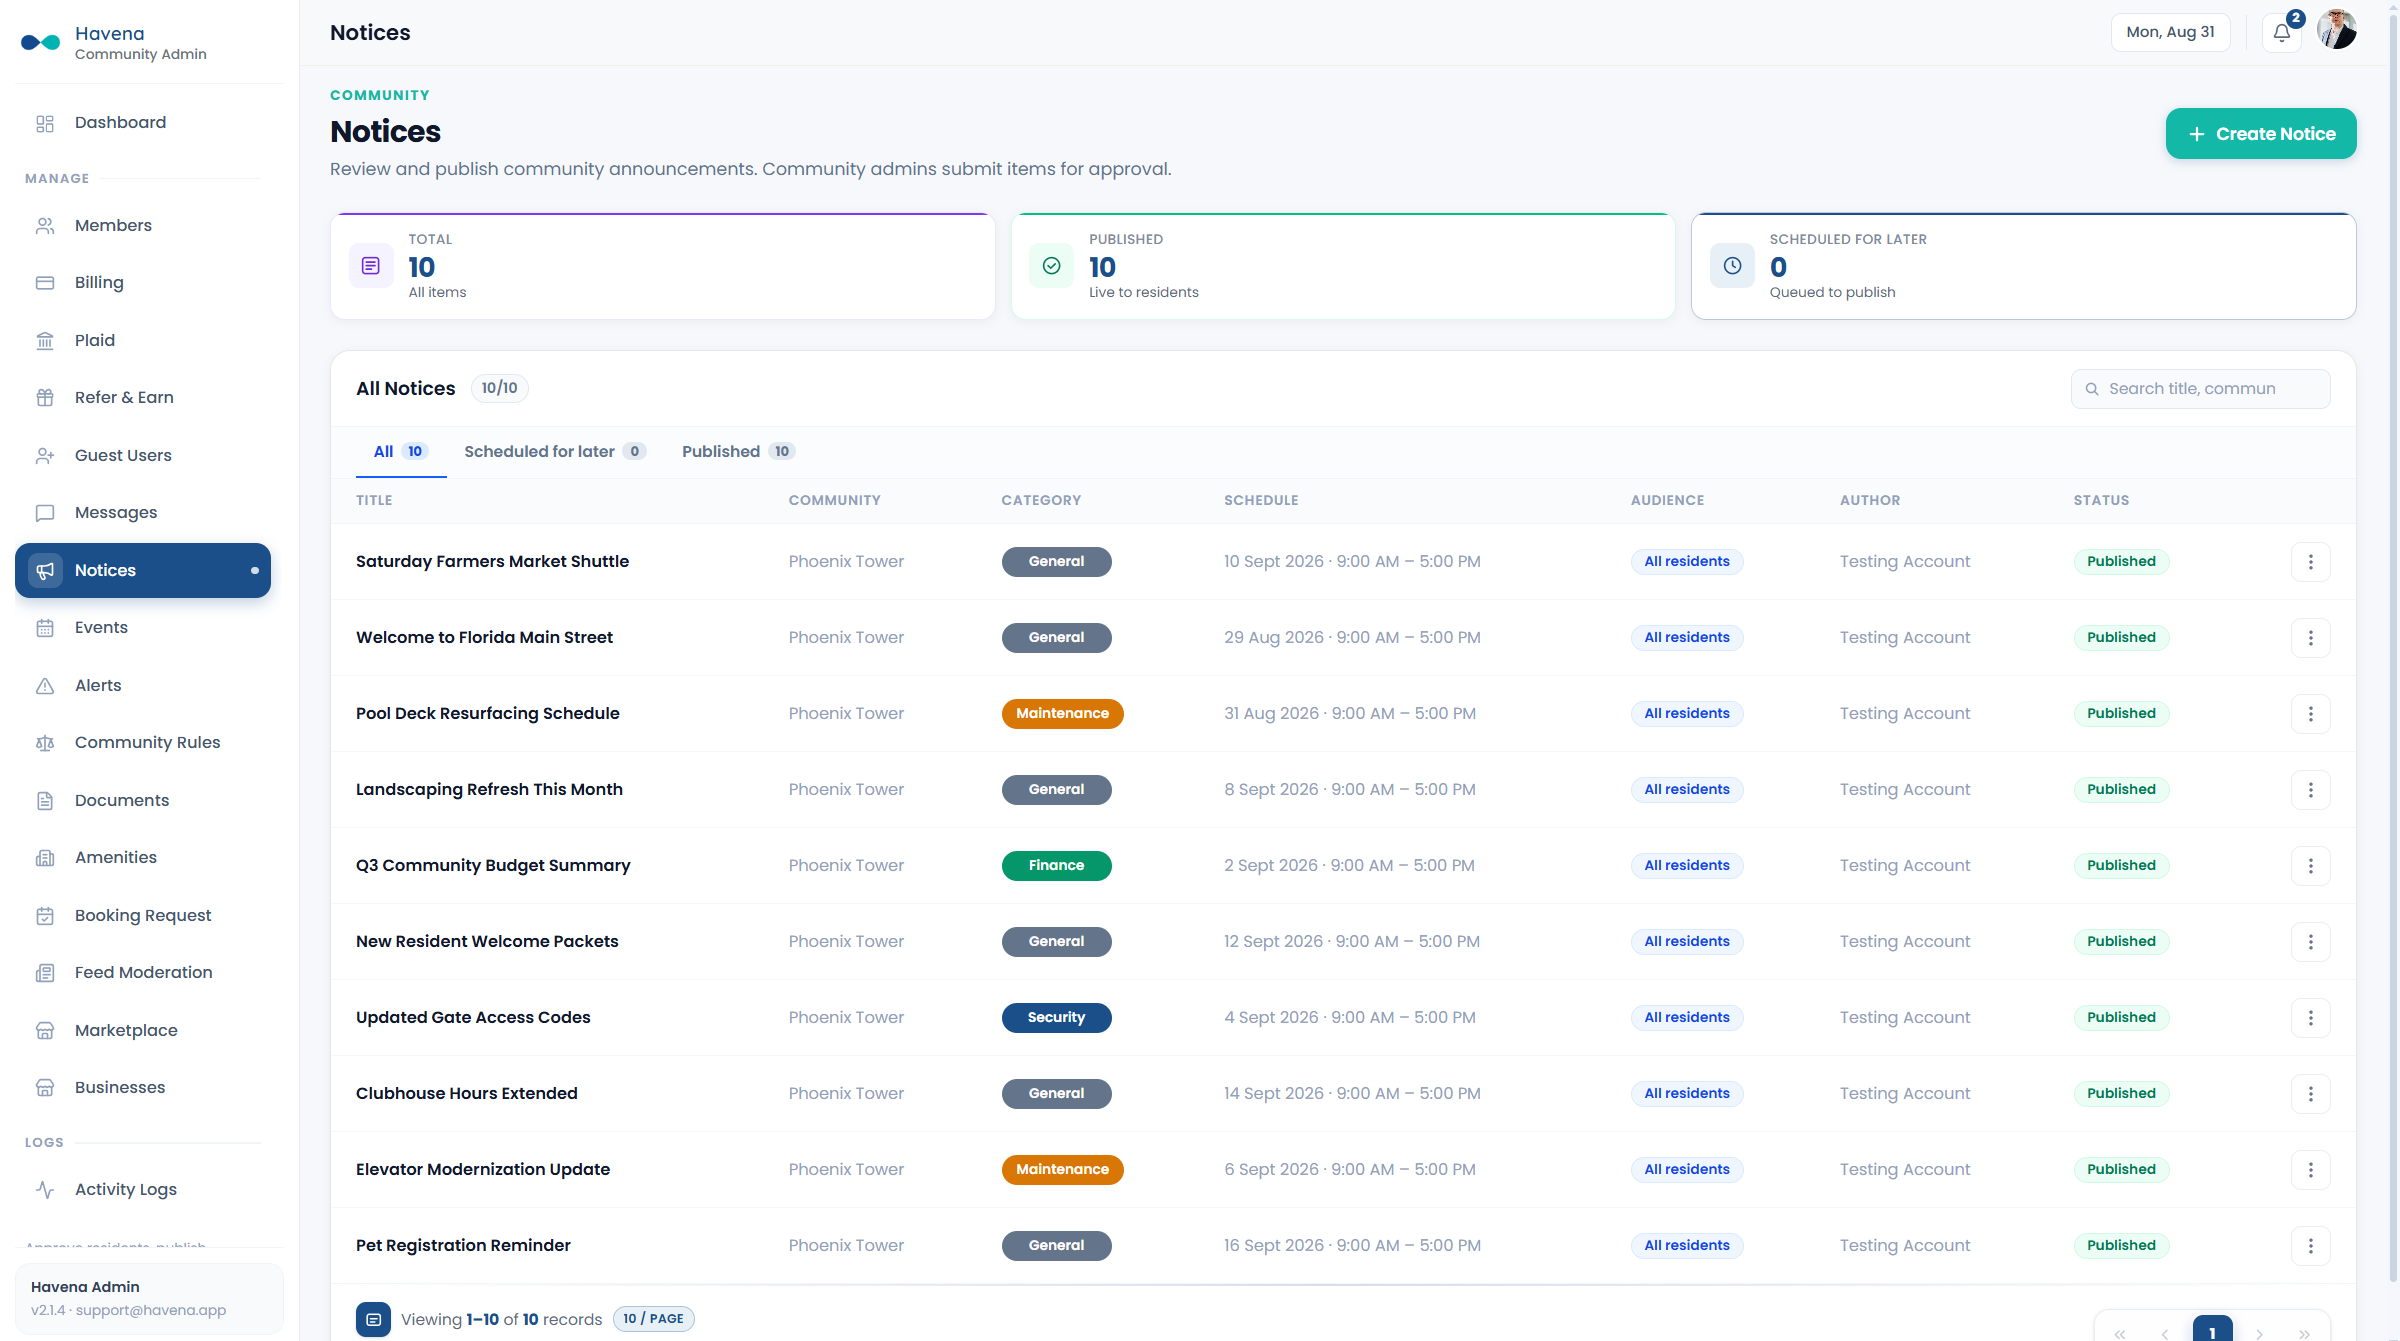 Havena
Community Admin
Dashboard
MANAGE
Members
Billing
Plaid
Refer & Earn
Guest Users
Messages
Notices
Events
Alerts
Community Rules
Documents
Amenities
Booking Request
Feed Moderation
Marketplace
Businesses
LOGS
Activity Logs
Approve residents, publish
Havena Admin
v2.1.4 · support@havena.app
Notices
Mon, Aug 31
2
COMMUNITY
Notices
Review and publish community announcements. Community admins submit items for approval.
+ Create Notice
TOTAL
10
All items
PUBLISHED
10
Live to residents
SCHEDULED FOR LATER
0
Queued to publish
All Notices 10/10
Search title, commun
All 10 Scheduled for later 0 Published 10
TITLE COMMUNITY CATEGORY SCHEDULE AUDIENCE AUTHOR STATUS
Saturday Farmers Market Shuttle Phoenix Tower General 10 Sept 2026 · 9:00 AM – 5:00 PM All residents Testing Account Published
Welcome to Florida Main Street Phoenix Tower General 29 Aug 2026 · 9:00 AM – 5:00 PM All residents Testing Account Published
Pool Deck Resurfacing Schedule Phoenix Tower Maintenance 31 Aug 2026 · 9:00 AM – 5:00 PM All residents Testing Account Published
Landscaping Refresh This Month Phoenix Tower General 8 Sept 2026 · 9:00 AM – 5:00 PM All residents Testing Account Published
Q3 Community Budget Summary Phoenix Tower Finance 2 Sept 2026 · 9:00 AM – 5:00 PM All residents Testing Account Published
New Resident Welcome Packets Phoenix Tower General 12 Sept 2026 · 9:00 AM – 5:00 PM All residents Testing Account Published
Updated Gate Access Codes Phoenix Tower Security 4 Sept 2026 · 9:00 AM – 5:00 PM All residents Testing Account Published
Clubhouse Hours Extended Phoenix Tower General 14 Sept 2026 · 9:00 AM – 5:00 PM All residents Testing Account Published
Elevator Modernization Update Phoenix Tower Maintenance 6 Sept 2026 · 9:00 AM – 5:00 PM All residents Testing Account Published
Pet Registration Reminder Phoenix Tower General 16 Sept 2026 · 9:00 AM – 5:00 PM All residents Testing Account Published
Viewing 1–10 of 10 records 10 / PAGE
« ‹ 1 › »